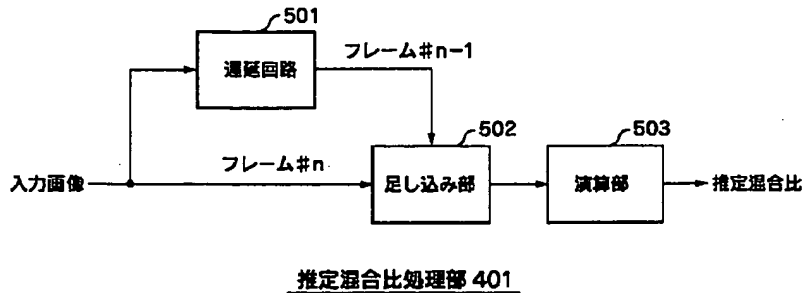 501
遅延回路
フレーム#n-1
502
503
入力画像
フレーム#n
足し込み部
演算部
推定混合比
推定混合比処理部 401